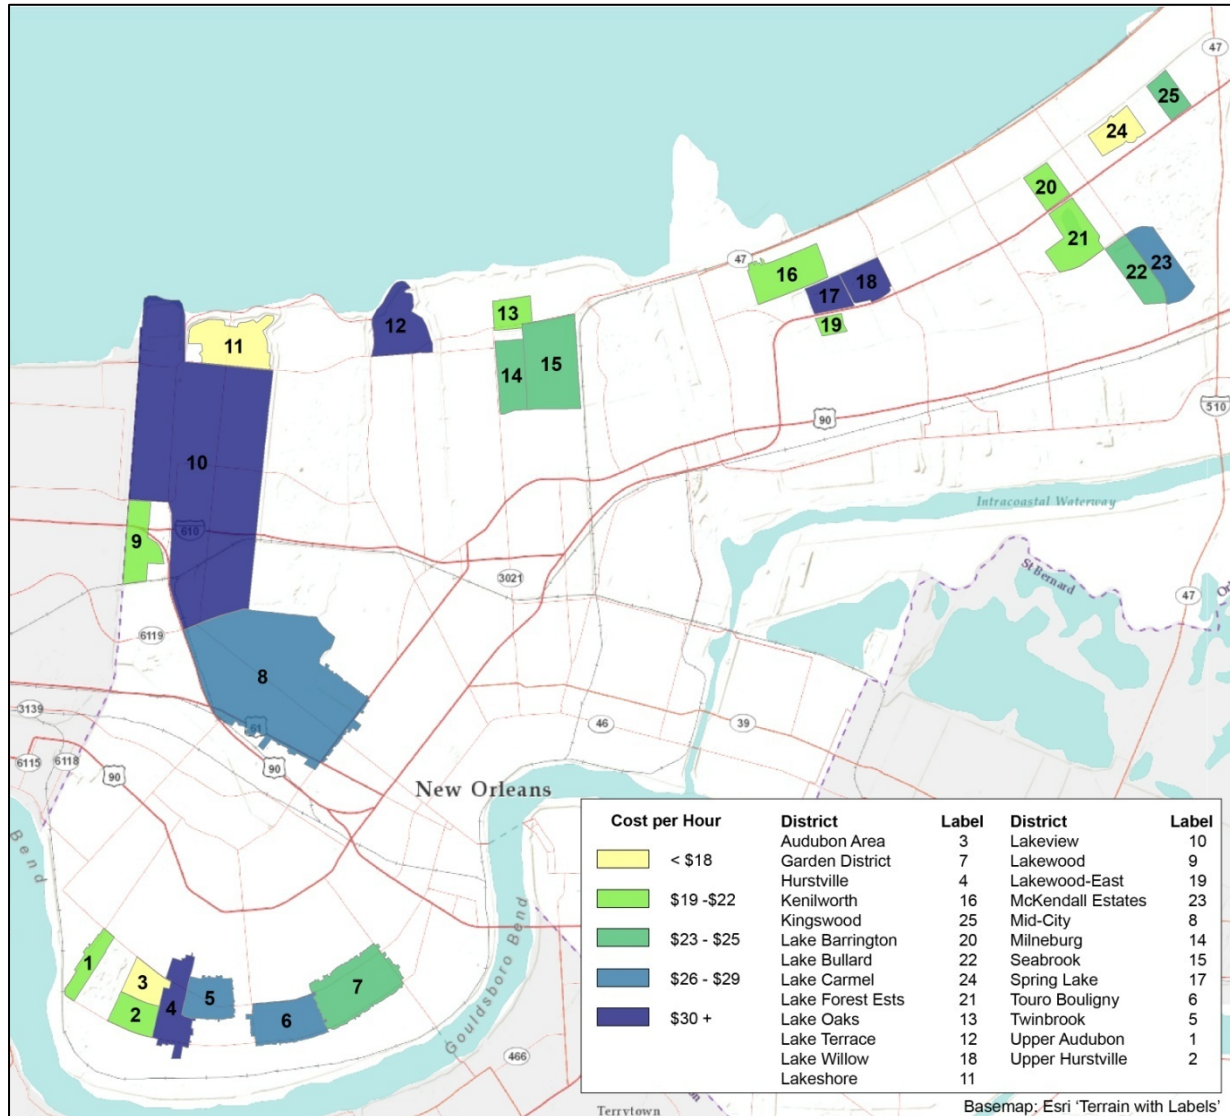 47
25
24
20
21
22
23
47
16
17
18
19
13
12
11
14
15
10
90
510
Intracoastal Waterway
9
610
3021
St Bernard
47
6119
8
3139
61
46
39
6115
6118
90
90
New Orleans
Bend
Gouldsboro Bend
1
3
2
4
5
6
7
466
Terrytown
Cost per Hour
< $18
$19 -$22
$23 - $25
$26 - $29
$30 +
District Label District Label
Audubon Area 3 Lakeview 10
Garden District 7 Lakewood 9
Hurstville 4 Lakewood-East 19
Kenilworth 16 McKendall Estates 23
Kingswood 25 Mid-City 8
Lake Barrington 20 Milneburg 14
Lake Bullard 22 Seabrook 15
Lake Carmel 24 Spring Lake 17
Lake Forest Ests 21 Touro Bouligny 6
Lake Oaks 13 Twinbrook 5
Lake Terrace 12 Upper Audubon 1
Lake Willow 18 Upper Hurstville 2
Lakeshore 11
Basemap: Esri 'Terrain with Labels'